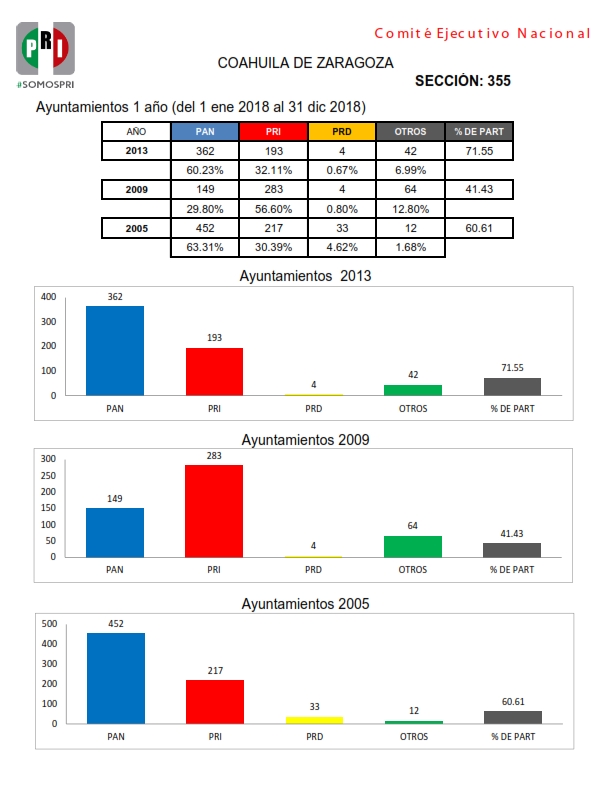 Comité Ejecutivo Nacional
PRI
#SOMOSPRI
COAHUILA DE ZARAGOZA
SECCIÓN: 355
Ayuntamientos 1 año (del 1 ene 2018 al 31 dic 2018)
AÑO PAN PRI PRD OTROS % DE PART
2013 362 193 4 42 71.55
60.23% 32.11% 0.67% 6.99%
2009 149 283 4 64 41.43
29.80% 56.60% 0.80% 12.80%
2005 452 217 33 12 60.61
63.31% 30.39% 4.62% 1.68%
Ayuntamientos 2013
400
300
200
100
0
362
193
4
42
71.55
PAN PRI PRD OTROS % DE PART
Ayuntamientos 2009
300
250
200
150
100
50
0
149
283
4
64
41.43
PAN PRI PRD OTROS % DE PART
Ayuntamientos 2005
500
400
300
200
100
0
452
217
33
12
60.61
PAN PRI PRD OTROS % DE PART